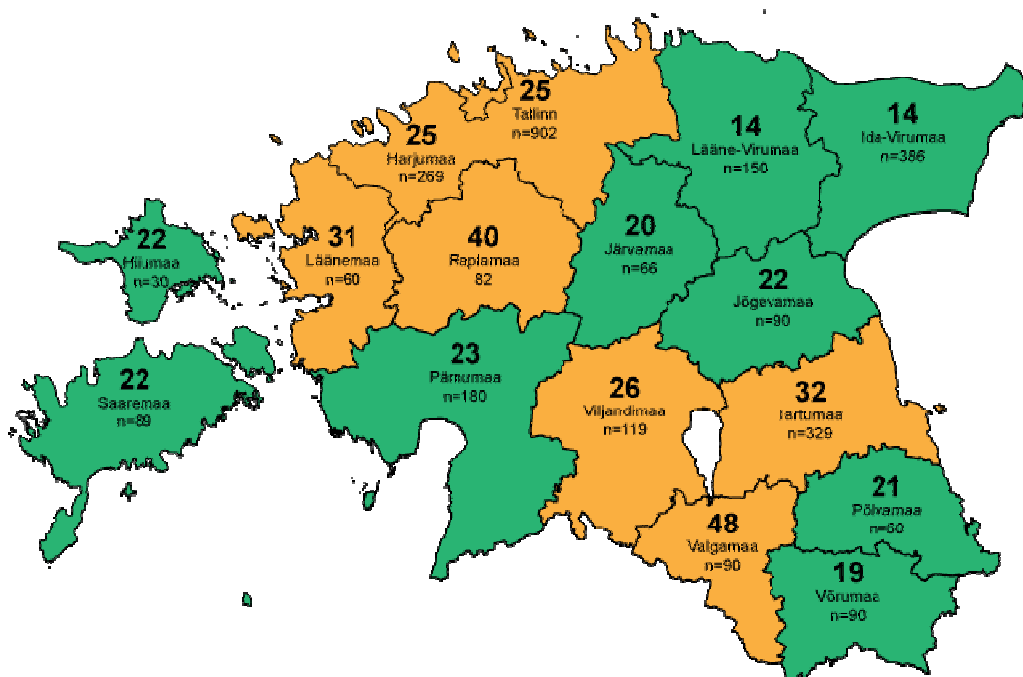 25
Tallinn
n=902
25
Harjumaa
n=269
14
Lääne-Virumaa
n=150
14
Ida-Virumaa
n=386
22
Hiiumaa
n=30
31
Läänemaa
n=60
40
Raplamaa
82
20
Järvamaa
n=66
22
Jõgevamaa
n=90
22
Saaremaa
n=89
23
Pärnumaa
n=180
26
Viljandimaa
n=119
32
Tartumaa
n=329
48
Valgamaa
n=90
21
Põlvamaa
n=60
19
Võrumaa
n=90